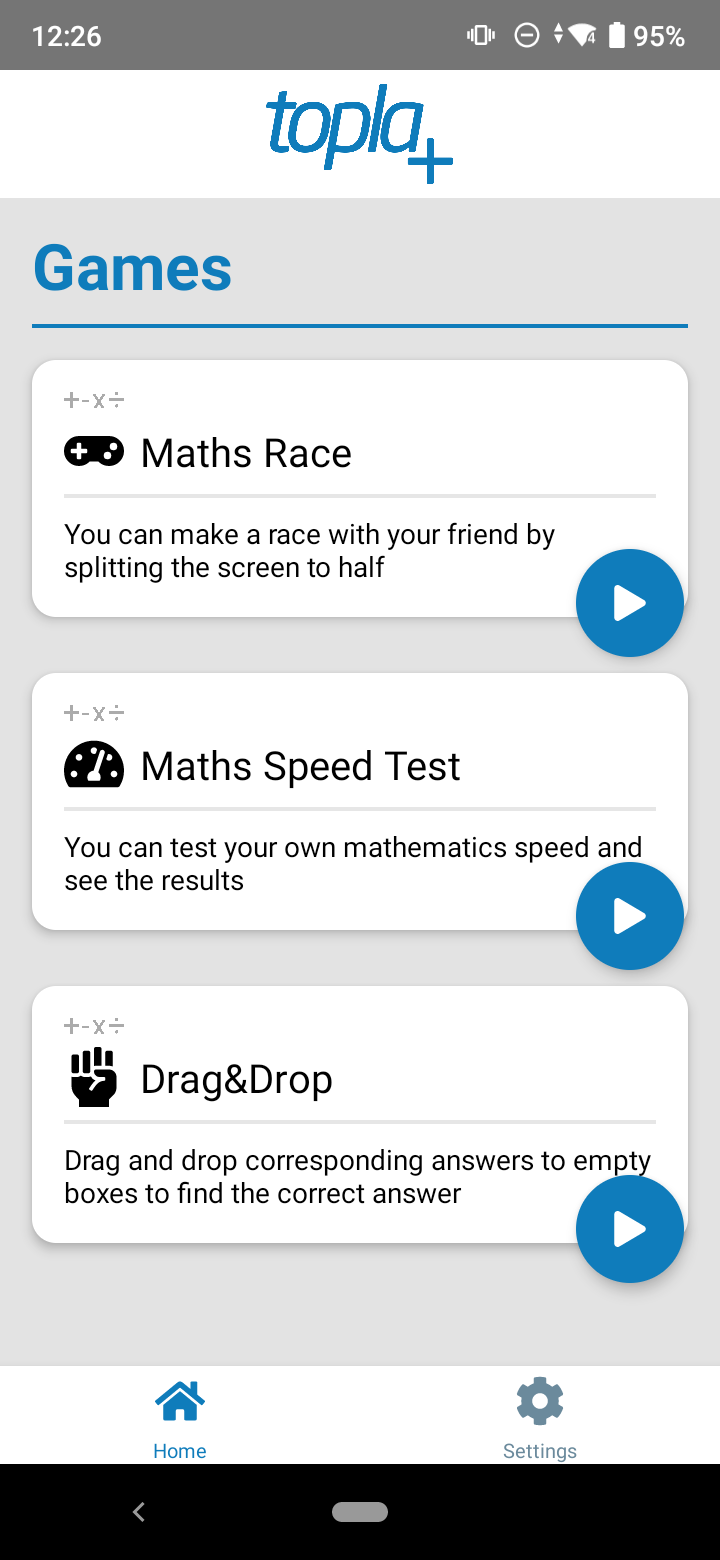 12:26
4
95%
topla+
Games
+-x÷
Maths Race
You can make a race with your friend by
splitting the screen to half
+-x÷
Maths Speed Test
You can test your own mathematics speed and
see the results
+-x÷
Drag&Drop
Drag and drop corresponding answers to empty
boxes to find the correct answer
Home
Settings